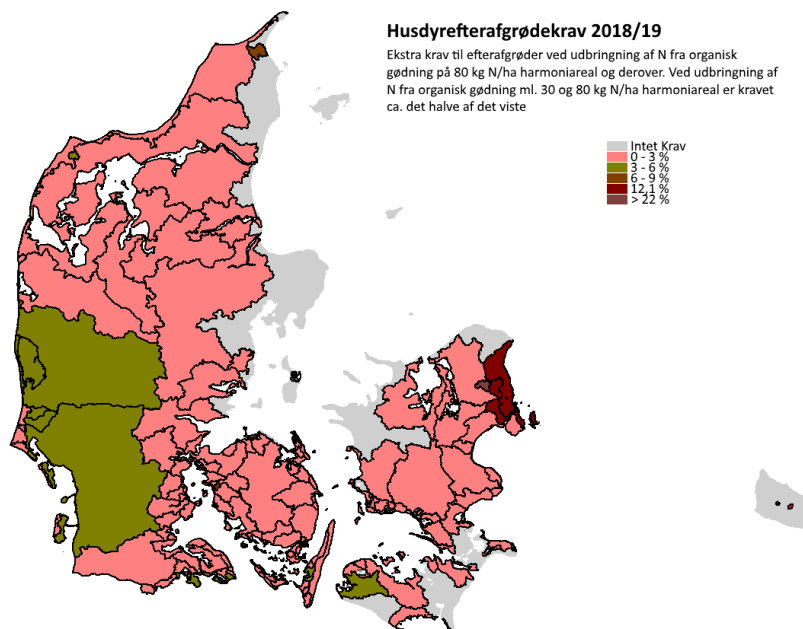 Husdyrefterafgrødekrav 2018/19
Ekstra krav til efterafgrøder ved udbringning af N fra organisk
gødning på 80 kg N/ha harmoniareal og derover. Ved udbringning af
N fra organisk gødning ml. 30 og 80 kg N/ha harmoniareal er kravet
ca. det halve af det viste
Intet Krav
0 - 3 %
3 - 6 %
6 - 9 %
12,1 %
> 22 %